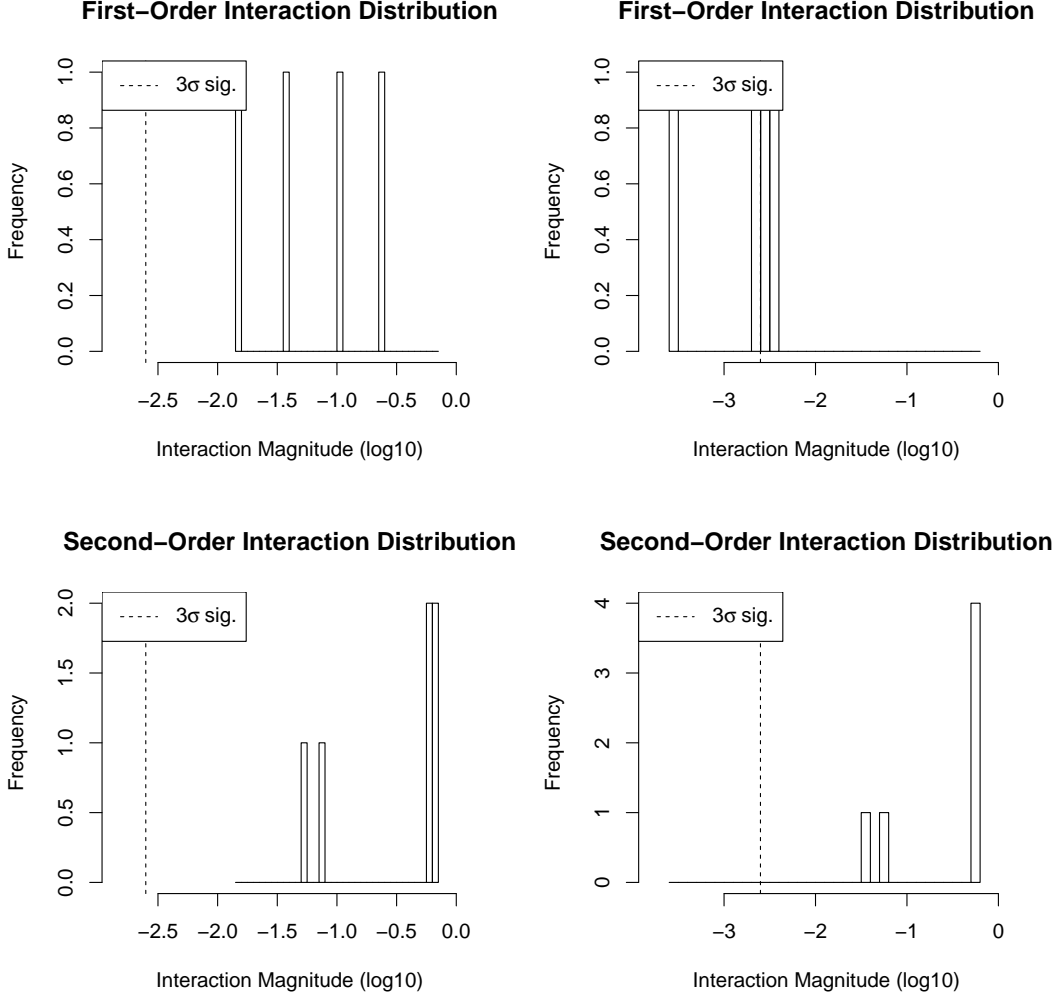 First−Order Interaction Distribution
3σ sig.
Frequency
0.0 0.2 0.4 0.6 0.8 1.0
−2.5 −2.0 −1.5 −1.0 −0.5 0.0
Interaction Magnitude (log10)
First−Order Interaction Distribution
3σ sig.
Frequency
0.0 0.2 0.4 0.6 0.8 1.0
−3 −2 −1 0
Interaction Magnitude (log10)
Second−Order Interaction Distribution
3σ sig.
Frequency
0.0 0.5 1.0 1.5 2.0
−2.5 −2.0 −1.5 −1.0 −0.5 0.0
Interaction Magnitude (log10)
Second−Order Interaction Distribution
3σ sig.
Frequency
0 1 2 3 4
−3 −2 −1 0
Interaction Magnitude (log10)